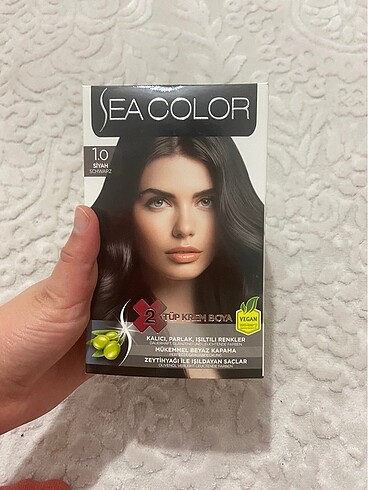 SEA COLOR
1.0
SİYAH
SCHWARZ
2 TÜP KREM BOYA
VEGAN
KALICI, PARLAK, IŞILTILI RENKLER
MÜKEMMEL BEYAZ KAPAMA
ZEYTİNYAĞI İLE IŞILDAYAN SAÇLAR